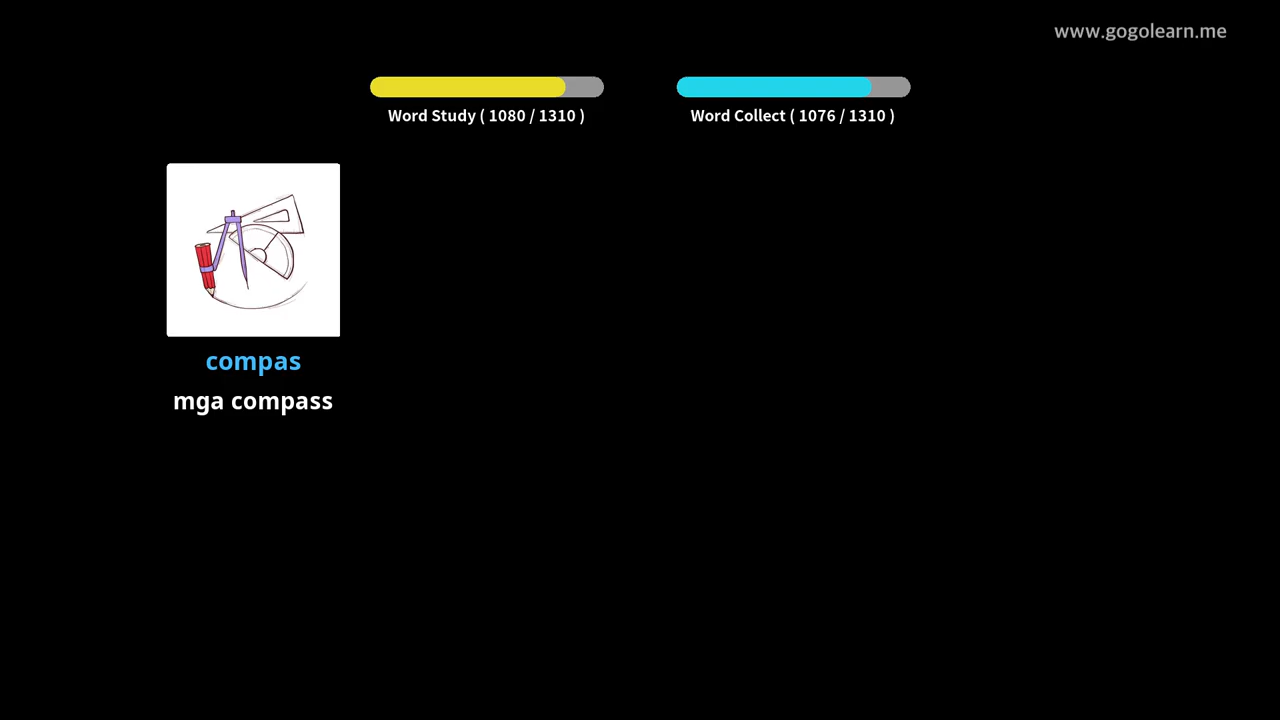 www.gogolearn.me
Word Study ( 1080 / 1310 )
Word Collect ( 1076 / 1310 )
compas
mga compass